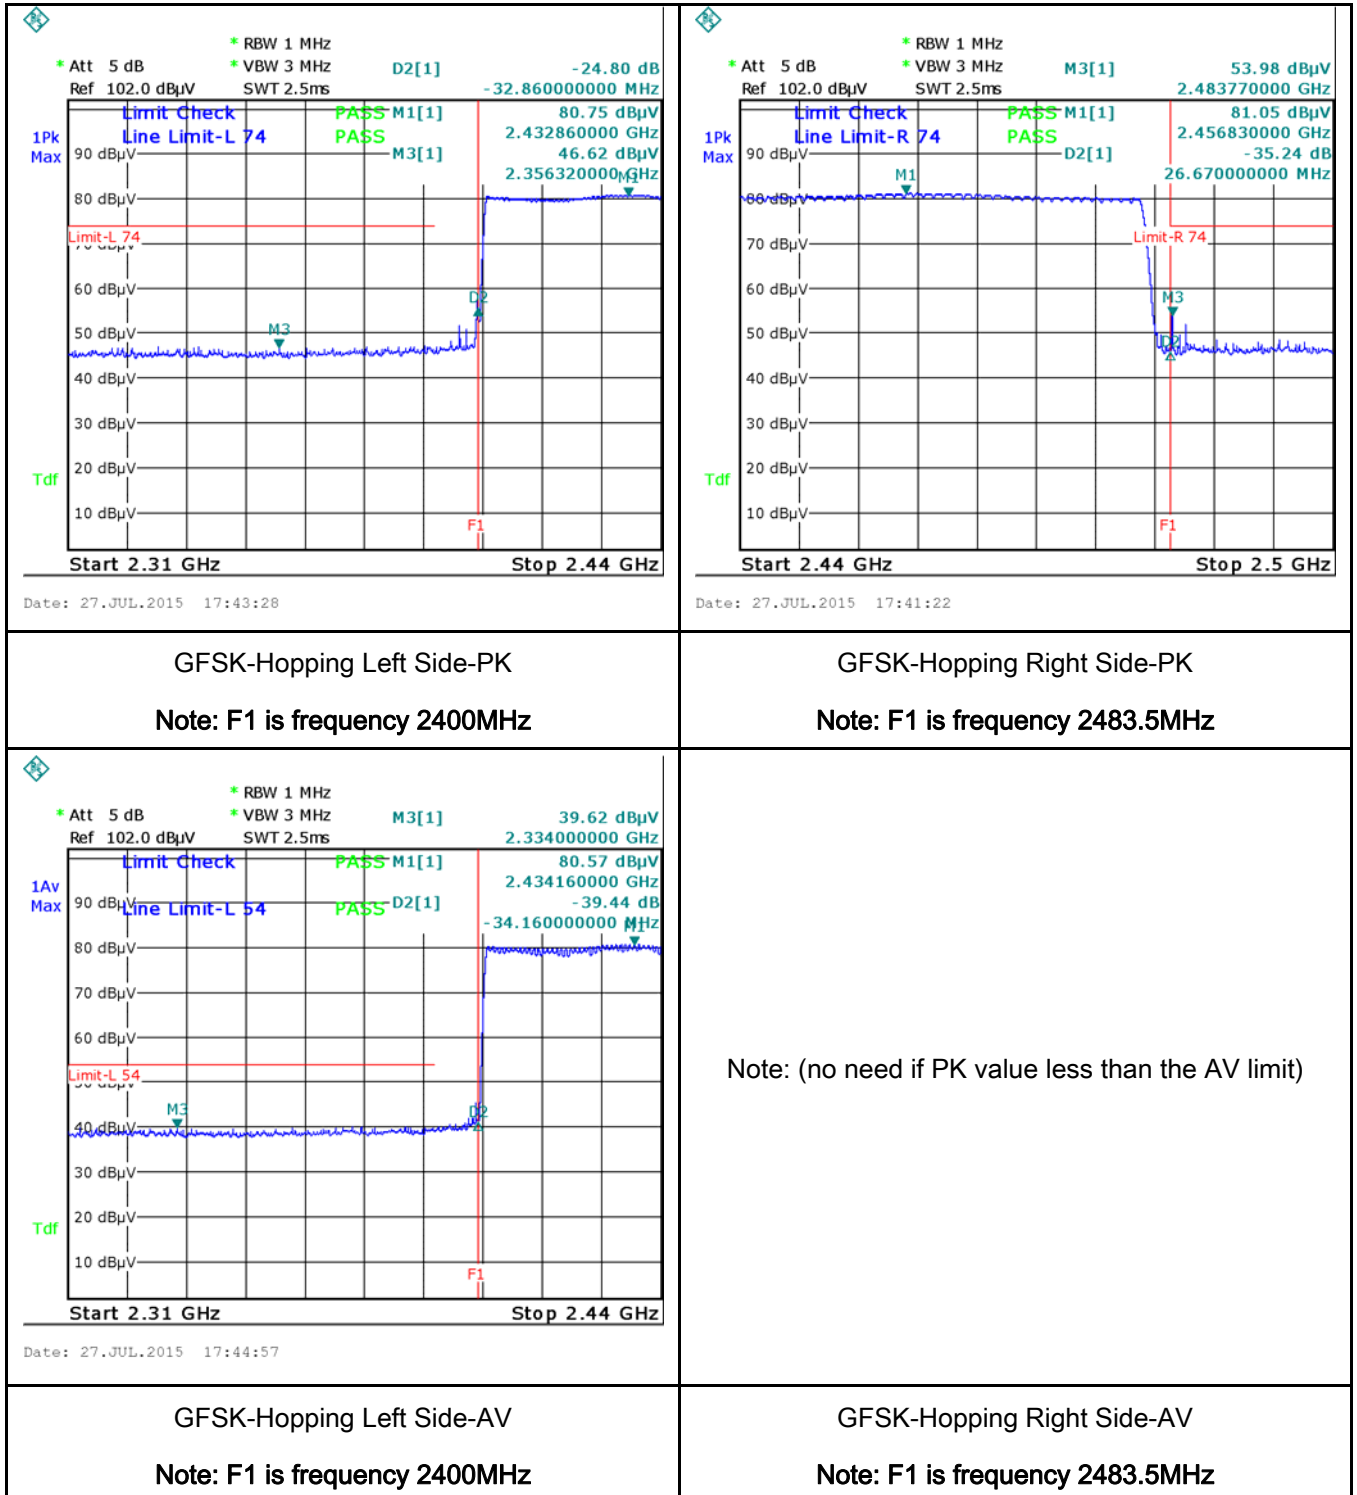 * RBW 1 MHz
* Att 5 dB * VBW 3 MHz D2[1] -24.80 dB
Ref 102.0 dBµV SWT 2.5ms -32.860000000 MHz
Limit Check PASS M1[1] 80.75 dBµV
1Pk Line Limit-L 74 PASS 2.432860000 GHz
Max 90 dBµV M3[1] 46.62 dBµV
2.356320000 GHz
M1
80 dBµV
Limit-L 74
70 dBµV
60 dBµV
D2
50 dBµV
M3
40 dBµV
30 dBµV
20 dBµV
Tdf
10 dBµV
F1
Start 2.31 GHz Stop 2.44 GHz
Date: 27.JUL.2015 17:43:28
* RBW 1 MHz
* Att 5 dB * VBW 3 MHz M3[1] 53.98 dBµV
Ref 102.0 dBµV SWT 2.5ms 2.483770000 GHz
Limit Check PASS M1[1] 81.05 dBµV
1Pk Line Limit-R 74 PASS 2.456830000 GHz
Max 90 dBµV D2[1] -35.24 dB
26.670000000 MHz
M1
80 dBµV
Limit-R 74
70 dBµV
60 dBµV
M3
50 dBµV
D2
40 dBµV
30 dBµV
20 dBµV
Tdf
10 dBµV
F1
Start 2.44 GHz Stop 2.5 GHz
Date: 27.JUL.2015 17:41:22
GFSK-Hopping Left Side-PK
Note: F1 is frequency 2400MHz
GFSK-Hopping Right Side-PK
Note: F1 is frequency 2483.5MHz
* RBW 1 MHz
* Att 5 dB * VBW 3 MHz M3[1] 39.62 dBµV
Ref 102.0 dBµV SWT 2.5ms 2.334000000 GHz
Limit Check PASS M1[1] 80.57 dBµV
1Av 2.434160000 GHz
Max 90 dBµV Line Limit-L 54 PASS D2[1] -39.44 dB
-34.160000000 MHz
M1
80 dBµV
70 dBµV
60 dBµV
Limit-L 54
50 dBµV
M3 D2
40 dBµV
30 dBµV
20 dBµV
Tdf
10 dBµV
F1
Start 2.31 GHz Stop 2.44 GHz
Date: 27.JUL.2015 17:44:57
Note: (no need if PK value less than the AV limit)
GFSK-Hopping Left Side-AV
Note: F1 is frequency 2400MHz
GFSK-Hopping Right Side-AV
Note: F1 is frequency 2483.5MHz